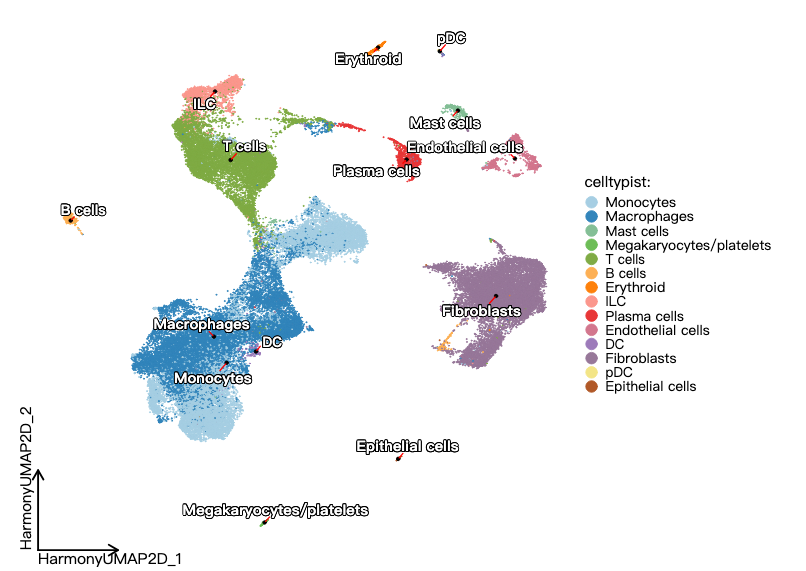 pDC
Erythroid
ILC
Mast cells
T cells
Endothelial cells
Plasma cells
B cells
Fibroblasts
Macrophages
DC
Monocytes
Epithelial cells
Megakaryocytes/platelets
HarmonyUMAP2D_2
HarmonyUMAP2D_1
celltypist:
Monocytes
Macrophages
Mast cells
Megakaryocytes/platelets
T cells
B cells
Erythroid
ILC
Plasma cells
Endothelial cells
DC
Fibroblasts
pDC
Epithelial cells